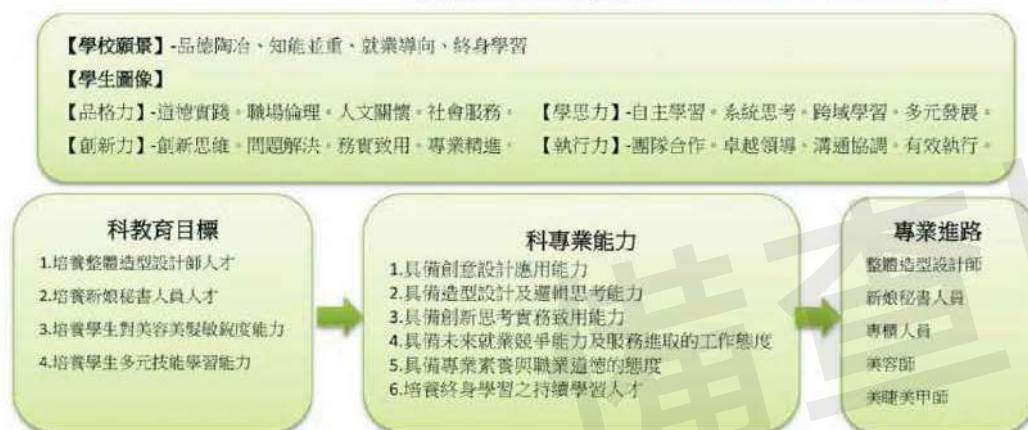 【學校願景】-品德陶冶、知能並重、就業導向、終身學習
【學生圖像】
【品格力】-道德實踐。職場倫理。人文關懷。社會服務。 【學思力】-自主學習。系統思考。跨域學習。多元發展。
【創新力】-創新思維。問題解決。務實致用。專業精進。 【執行力】-團隊合作。卓越領導。溝通協調。有效執行。
科教育目標
1.培養整體造型設計師人才
2.培養新娘秘書人員人才
3.培養學生對美容美髮敏銳度能力
4.培養學生多元技能學習能力
科專業能力
1.具備創意設計應用能力
2.具備造型設計及邏輯思考能力
3.具備創新思考實務致用能力
4.具備未來就業競爭能力及服務進取的工作態度
5.具備專業素養與職業道德的態度
6.培養終身學習之持續學習人才
專業進路
整體造型設計師
新娘秘書人員
專櫃人員
美容師
美睫美甲師
備查